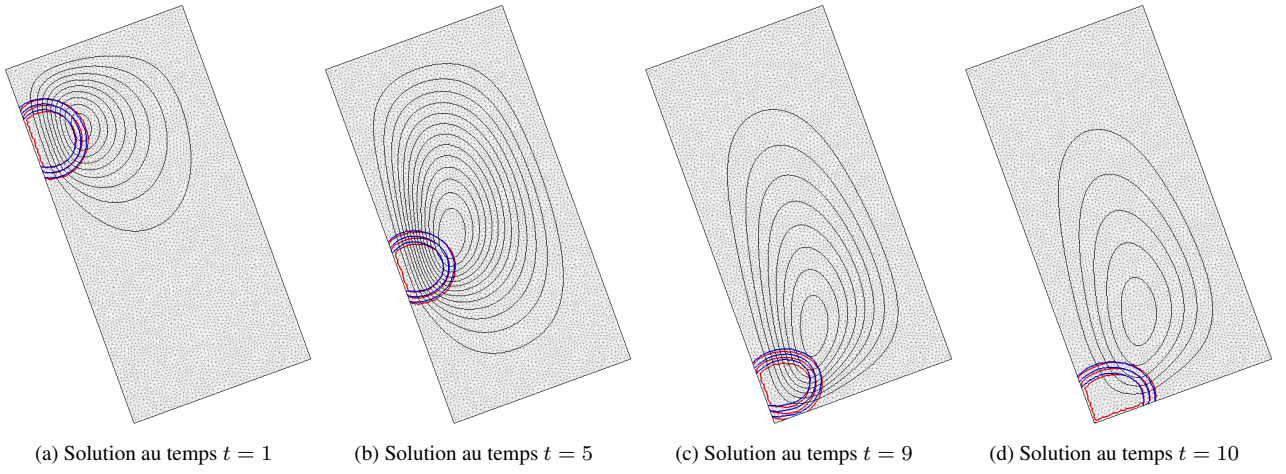 (a) Solution au temps t = 1
(b) Solution au temps t = 5
(c) Solution au temps t = 9
(d) Solution au temps t = 10